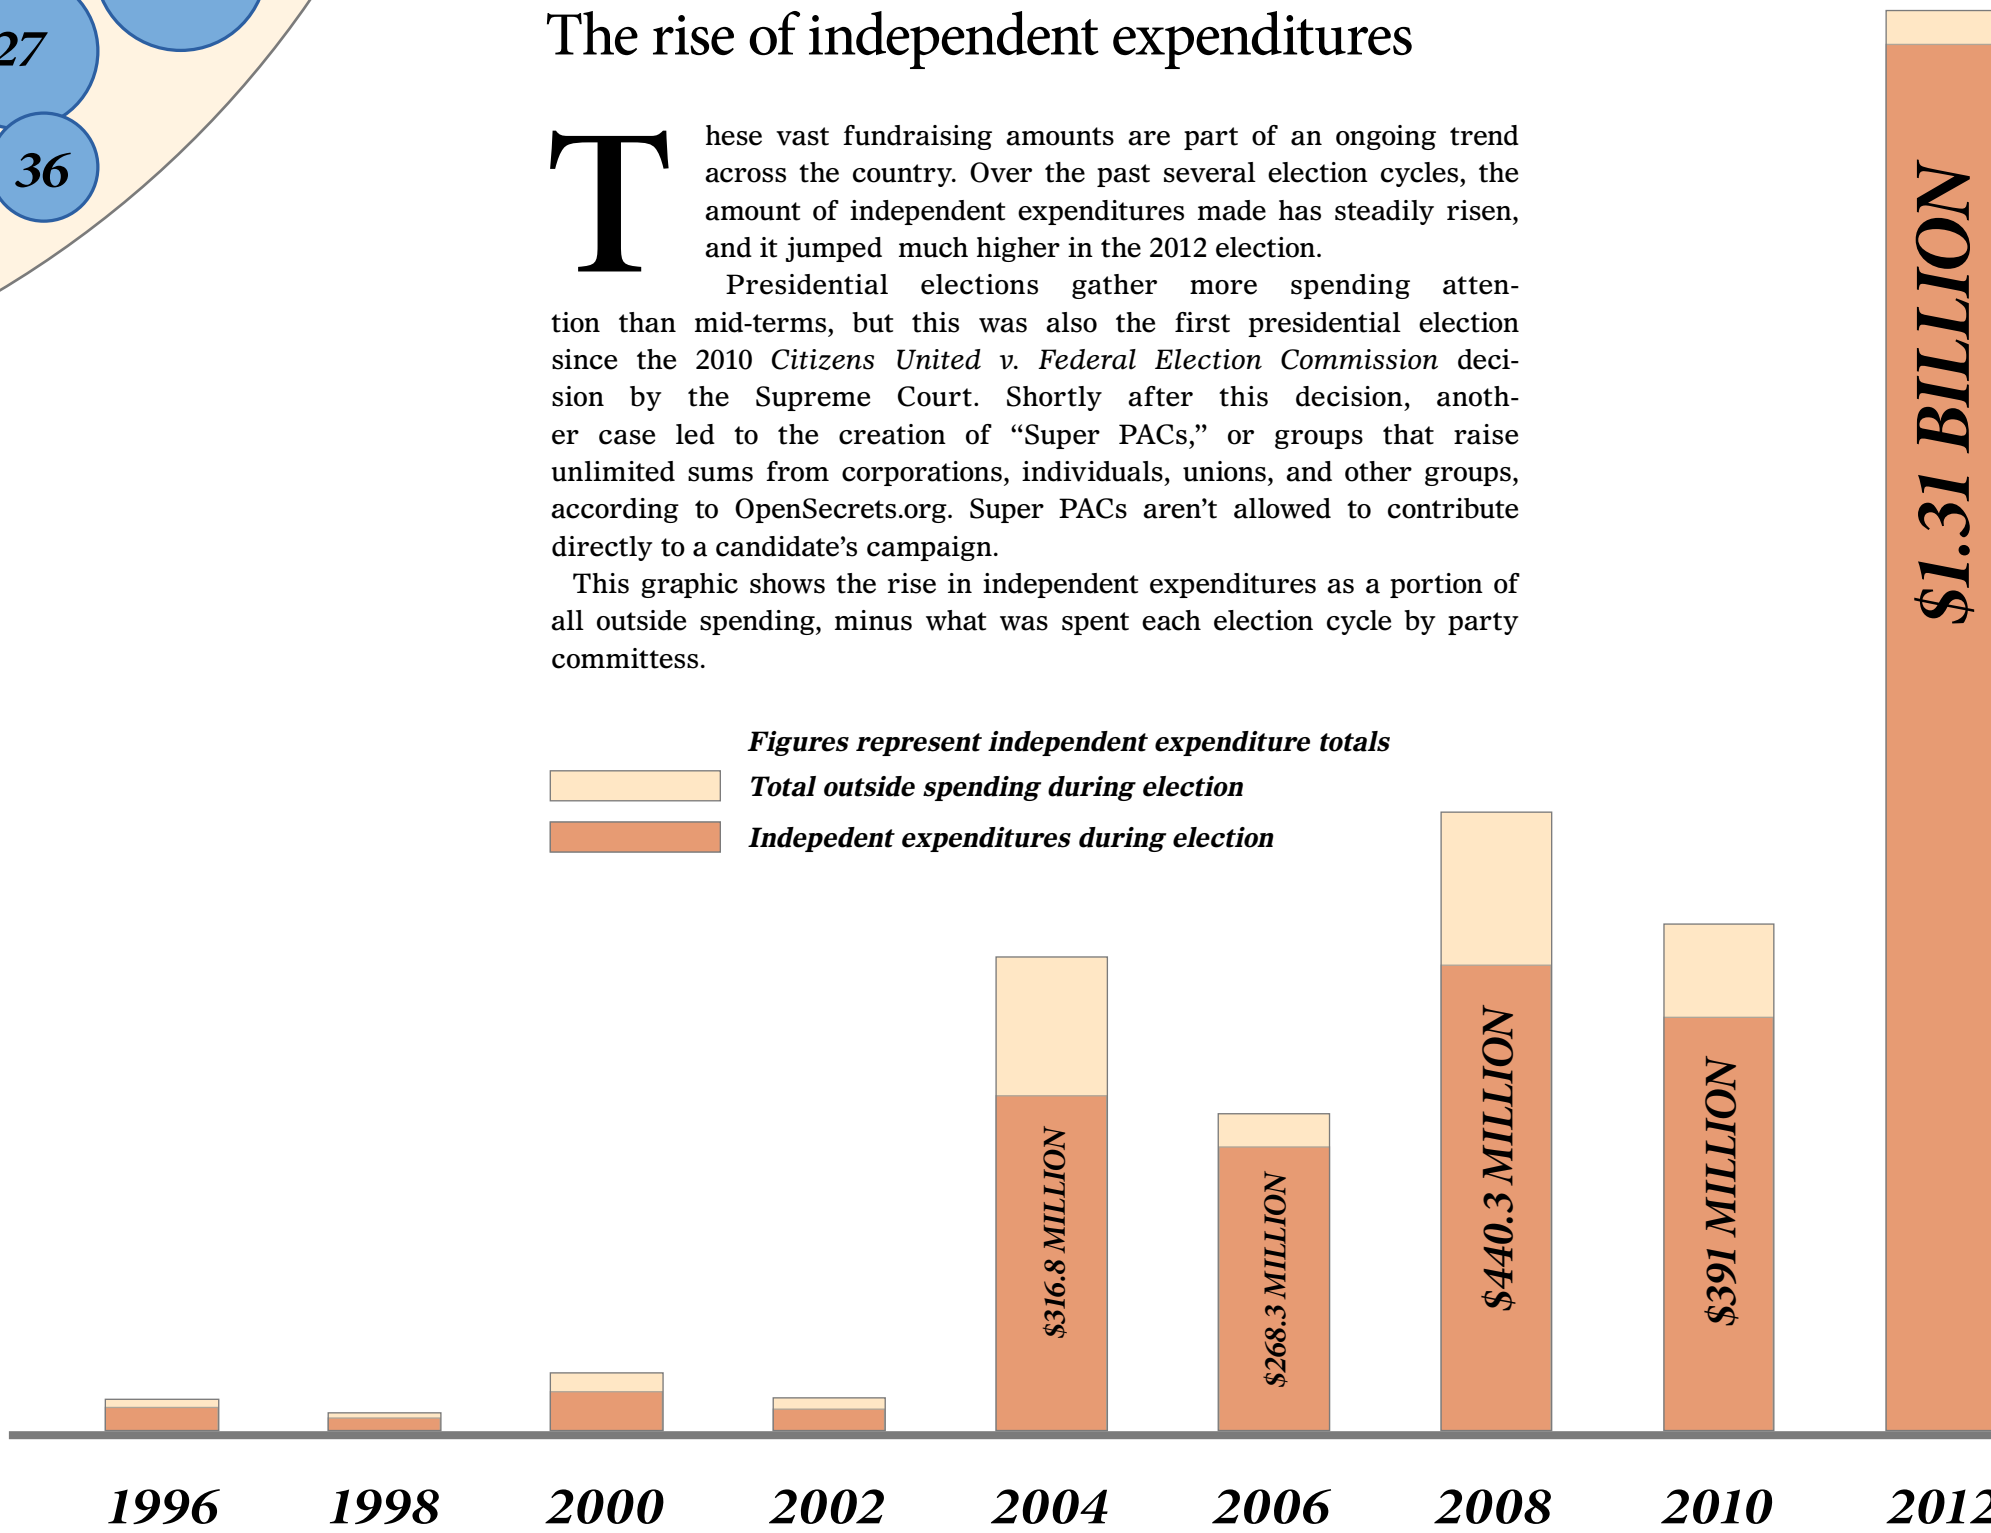 27
36
The rise of independent expenditures
These vast fundraising amounts are part of an ongoing trend
across the country. Over the past several election cycles, the
amount of independent expenditures made has steadily risen,
and it jumped much higher in the 2012 election.
Presidential elections gather more spending atten-
tion than mid-terms, but this was also the first presidential election
since the 2010 Citizens United v. Federal Election Commission deci-
sion by the Supreme Court. Shortly after this decision, anoth-
er case led to the creation of “Super PACs,” or groups that raise
unlimited sums from corporations, individuals, unions, and other groups,
according to OpenSecrets.org. Super PACs aren’t allowed to contribute
directly to a candidate’s campaign.
This graphic shows the rise in independent expenditures as a portion of
all outside spending, minus what was spent each election cycle by party
committess.
Figures represent independent expenditure totals
Total outside spending during election
Indepedent expenditures during election
$316.8 MILLION
$268.3 MILLION
$440.3 MILLION
$391 MILLION
$1.31 BILLION
1996 1998 2000 2002 2004 2006 2008 2010 2012